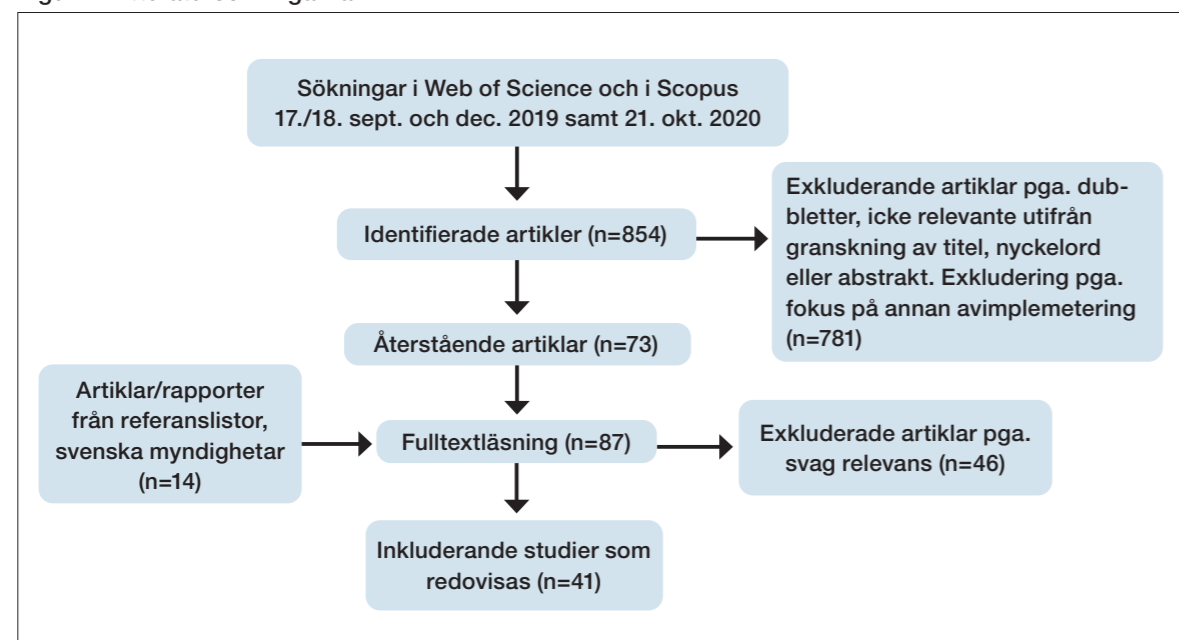 Sökningar i Web of Science och i Scopus
17./18. sept. och dec. 2019 samt 21. okt. 2020
Identifierade artikler (n=854)
Exkluderande artiklar pga. dub-
bletter, icke relevante utifrån
granskning av titel, nyckelord
eller abstrakt. Exkludering pga.
fokus på annan avimplemetering
(n=781)
Återstående artiklar (n=73)
Artiklar/rapporter
från referanslistor,
svenska myndighetar
(n=14)
Fulltextläsning (n=87)
Exkluderade artiklar pga.
svag relevans (n=46)
Inkluderande studier som
redovisas (n=41)